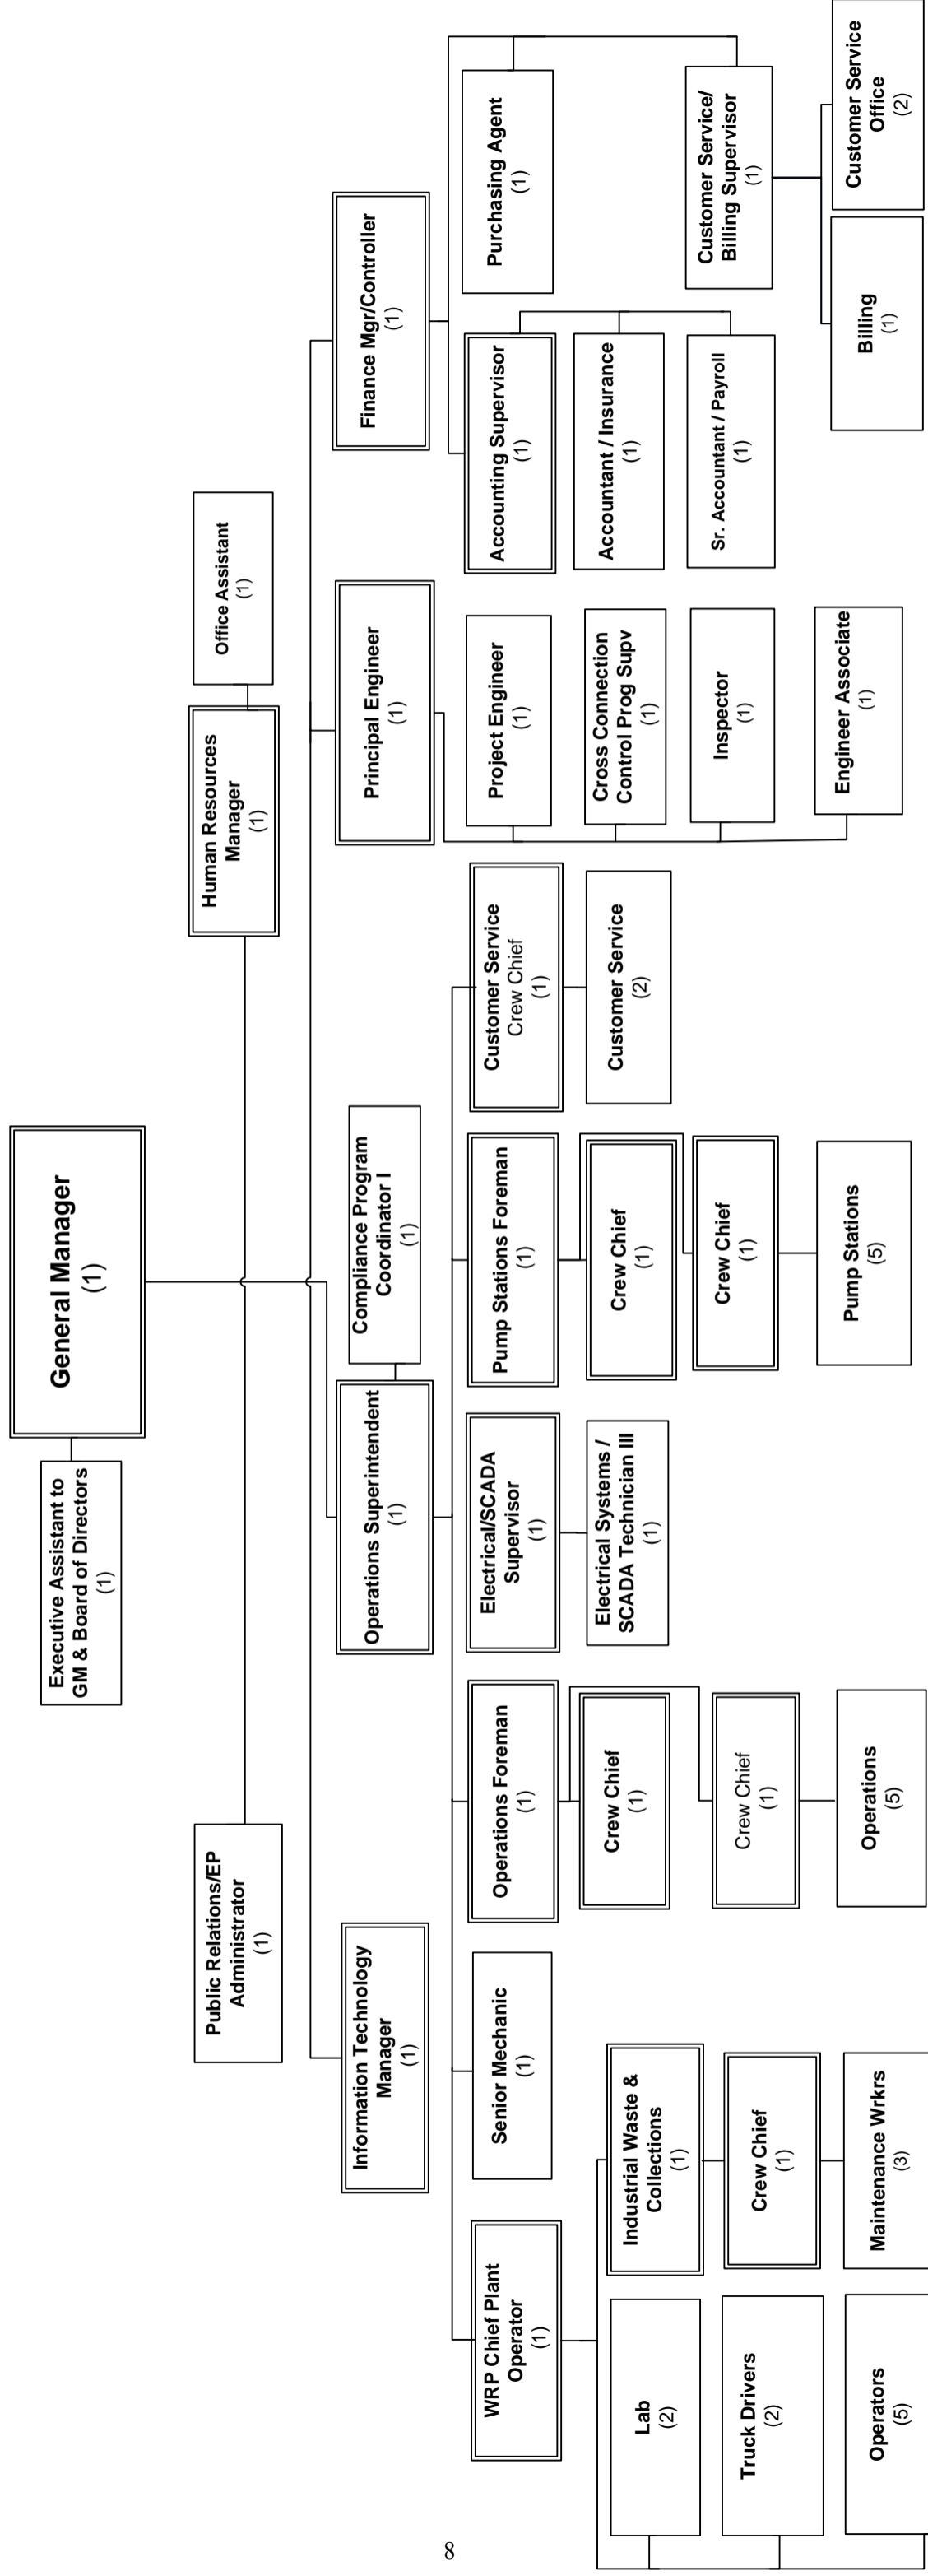 General Manager
(1)
Executive Assistant to
GM & Board of Directors
(1)
Public Relations/EP
Administrator
(1)
Human Resources
Manager
(1)
Office Assistant
(1)
Information Technology
Manager
(1)
Operations Superintendent
(1)
Compliance Program
Coordinator I
(1)
Principal Engineer
(1)
Finance Mgr/Controller
(1)
WRP Chief Plant
Operator
(1)
Senior Mechanic
(1)
Operations Foreman
(1)
Electrical/SCADA
Supervisor
(1)
Pump Stations Foreman
(1)
Customer Service
Crew Chief
(1)
Project Engineer
(1)
Accounting Supervisor
(1)
Purchasing Agent
(1)
Lab
(2)
Industrial Waste &
Collections
(1)
Crew Chief
(1)
Electrical Systems /
SCADA Technician III
(1)
Crew Chief
(1)
Customer Service
(2)
Cross Connection
Control Prog Supv
(1)
Accountant / Insurance
(1)
Truck Drivers
(2)
Crew Chief
(1)
Crew Chief
(1)
Crew Chief
(1)
Inspector
(1)
Sr. Accountant / Payroll
(1)
Customer Service/
Billing Supervisor
(1)
Operators
(5)
Maintenance Wrkrs
(3)
Operations
(5)
Pump Stations
(5)
Engineer Associate
(1)
Billing
(1)
Customer Service
Office
(2)
8